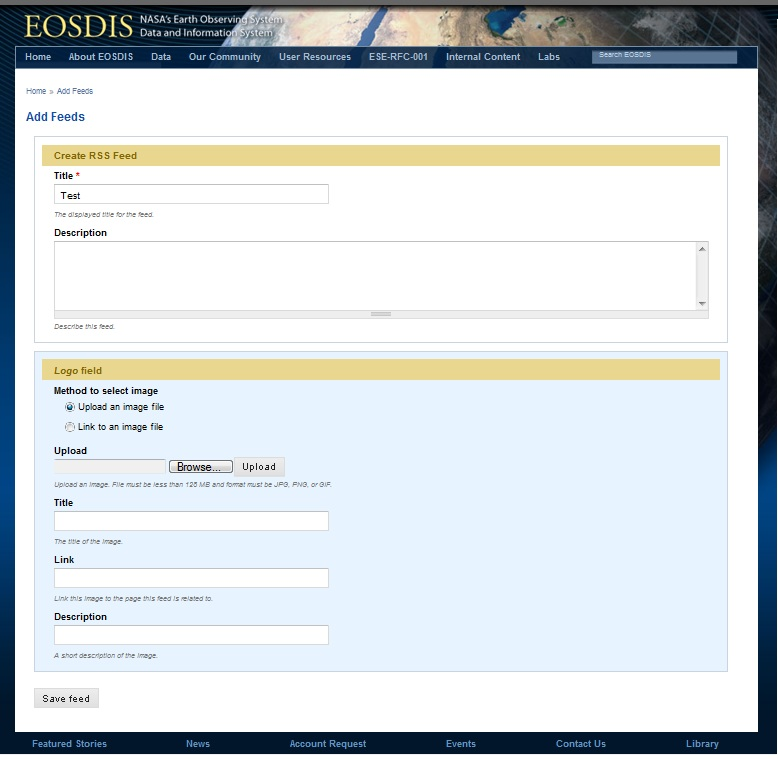 EOSDIS NASA's Earth Observing System
Data and Information System
Home About EOSDIS Data Our Community User Resources ESE-RFC-001 Internal Content Labs Search EOSDIS
Home » Add Feeds
Add Feeds
Create RSS Feed
Title *
Test
The displayed title for the feed.
Description
Describe this feed.
Logo field
Method to select image
Upload an image file
Link to an image file
Upload
Browse... Upload
Upload an image. File must be less than 125 MB and format must be JPG, PNG, or GIF.
Title
The title of the image.
Link
Link this image to the page this feed is related to.
Description
A short description of the image.
Save feed
Featured Stories News Account Request Events Contact Us Library